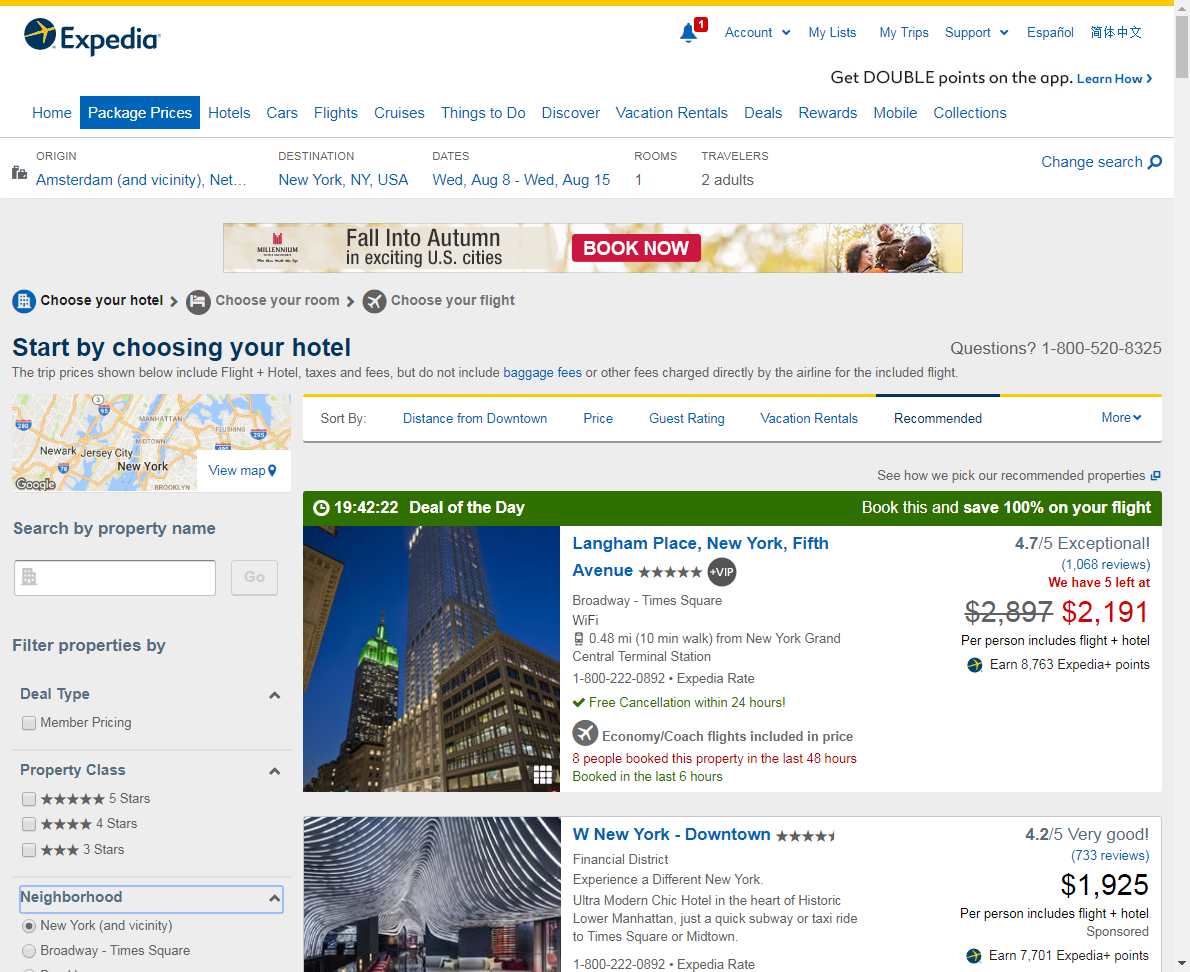 Expedia
1
Account
My Lists
My Trips
Support
Español
简体中文
Get DOUBLE points on the app. Learn How
Home
Package Prices
Hotels
Cars
Flights
Cruises
Things to Do
Discover
Vacation Rentals
Deals
Rewards
Mobile
Collections
ORIGIN
Amsterdam (and vicinity), Net...
DESTINATION
New York, NY, USA
DATES
Wed, Aug 8 - Wed, Aug 15
ROOMS
1
TRAVELERS
2 adults
Change search
MILLENNIUM
Fall Into Autumn
in exciting U.S. cities
BOOK NOW
Choose your hotel
Choose your room
Choose your flight
Start by choosing your hotel
Questions? 1-800-520-8325
The trip prices shown below include Flight + Hotel, taxes and fees, but do not include baggage fees or other fees charged directly by the airline for the included flight.
3
95
MANHATTAN
280
FLUSHING
295
MIDTOWN
495
Newark
Jersey City
78
New York
BROOKLYN
Google
View map
Search by property name
Go
Filter properties by
Deal Type
Member Pricing
Property Class
5 Stars
4 Stars
3 Stars
Neighborhood
New York (and vicinity)
Broadway - Times Square
Sort By:
Distance from Downtown
Price
Guest Rating
Vacation Rentals
Recommended
More
See how we pick our recommended properties
19:42:22 Deal of the Day
Book this and save 100% on your flight
Langham Place, New York, Fifth
Avenue
+VIP
Broadway - Times Square
WiFi
0.48 mi (10 min walk) from New York Grand
Central Terminal Station
1-800-222-0892 • Expedia Rate
Free Cancellation within 24 hours!
Economy/Coach flights included in price
8 people booked this property in the last 48 hours
Booked in the last 6 hours
4.7/5 Exceptional!
(1,068 reviews)
We have 5 left at
$2,897 $2,191
Per person includes flight + hotel
Earn 8,763 Expedia+ points
W New York - Downtown
Financial District
Experience a Different New York.
Ultra Modern Chic Hotel in the heart of Historic
Lower Manhattan, just a quick subway or taxi ride
to Times Square or Midtown.
1-800-222-0892 • Expedia Rate
4.2/5 Very good!
(733 reviews)
$1,925
Per person includes flight + hotel
Sponsored
Earn 7,701 Expedia+ points